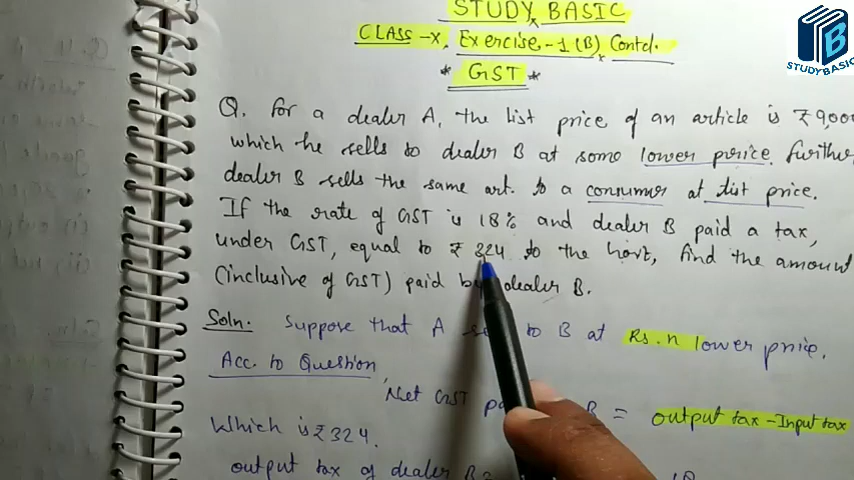 STUDY BASIC
CLASS-X, Exercise-1(B) Contd.
* GST *
STUDYBASIC
Q. For a dealer A, the list price of an article is ₹9,000
which he sells to dealer B at some lower price. Further,
dealer B sells the same art. to a consumer at list price.
If the rate of GST is 18% and dealer B paid a tax,
under GST, equal to ₹ 324 to the Govt, find the amount
(inclusive of GST) paid by dealer B.
Soln. Suppose that A to B at Rs. x lower price.
Acc. to Question,
Net GST B = output tax - Input tax
Which is ₹324.
output tax of dealer B =